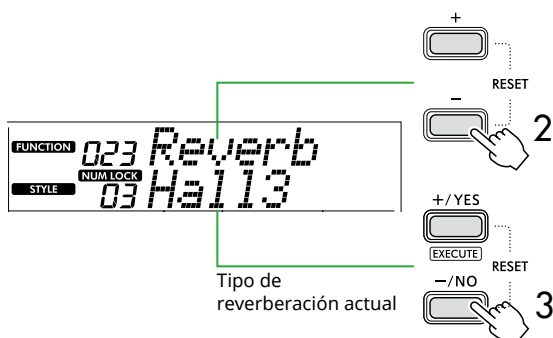 +
RESET
−
2
FUNCTION 023 Reverb
NUM LOCK
STYLE 03 Hall3
+/YES
EXECUTE
RESET
−/NO
3
Tipo de
reverberación actual